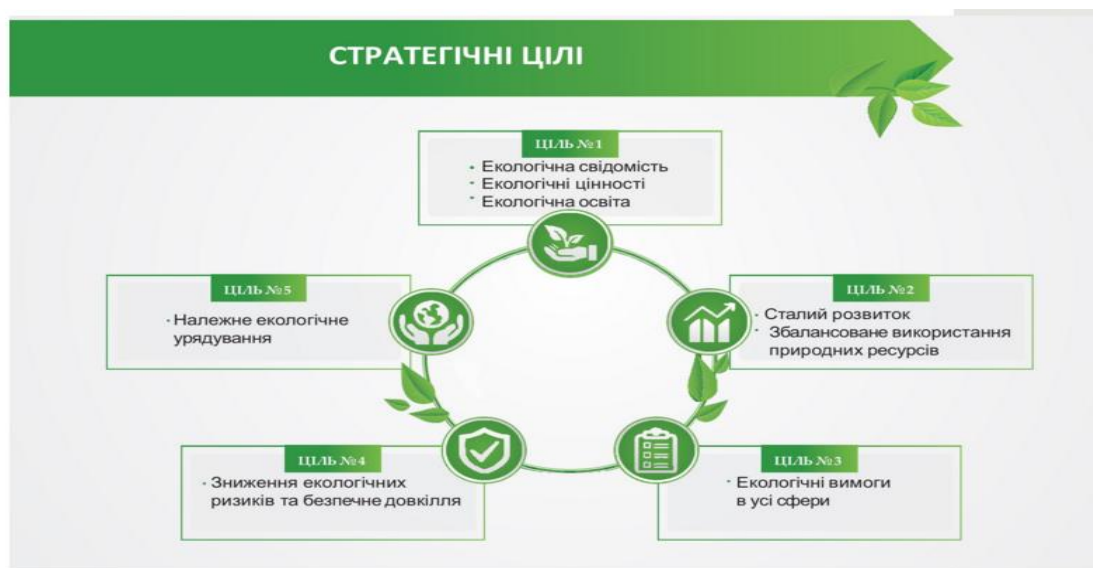 СТРАТЕГІЧНІ ЦІЛІ
ЦІЛЬ №1
• Екологічна свідомість
• Екологічні цінності
• Екологічна освіта
ЦІЛЬ №2
• Сталий розвиток
• Збалансоване використання
природних ресурсів
ЦІЛЬ №3
• Екологічні вимоги
в усі сфери
ЦІЛЬ №4
• Зниження екологічних
ризиків та безпечне довкілля
ЦІЛЬ №5
• Належне екологічне
урядування